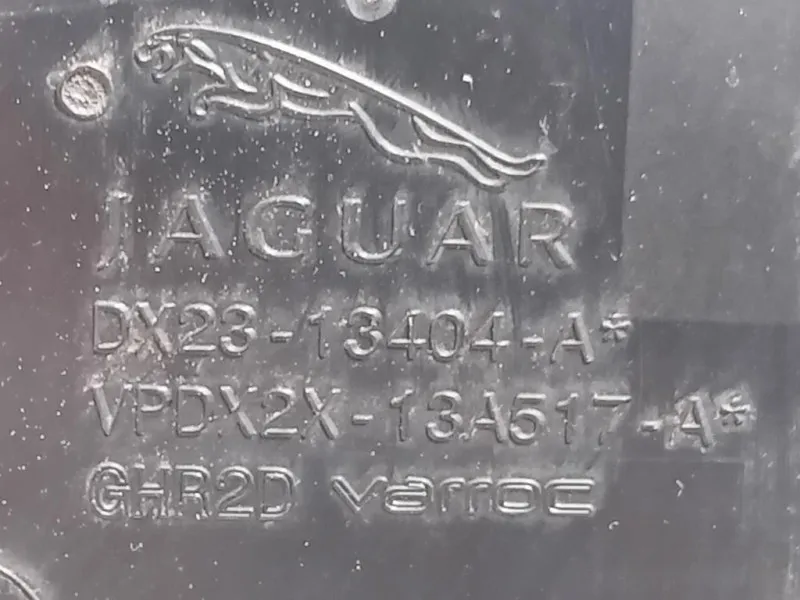 JAGUAR
DX23-13404-A*
VPDX2X-13A517-A*
GHR2D varroc